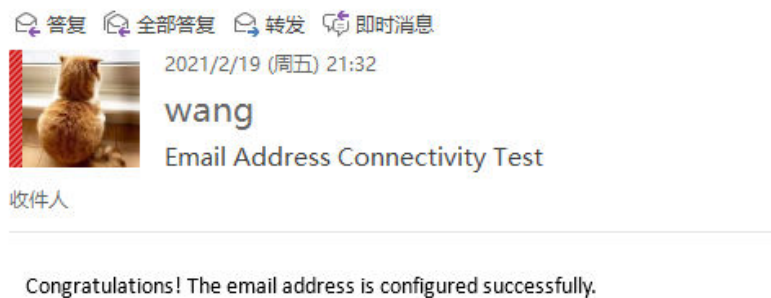 答复 全部答复 转发 即时消息
2021/2/19 (周五) 21:32
wang
Email Address Connectivity Test
收件人
Congratulations! The email address is configured successfully.